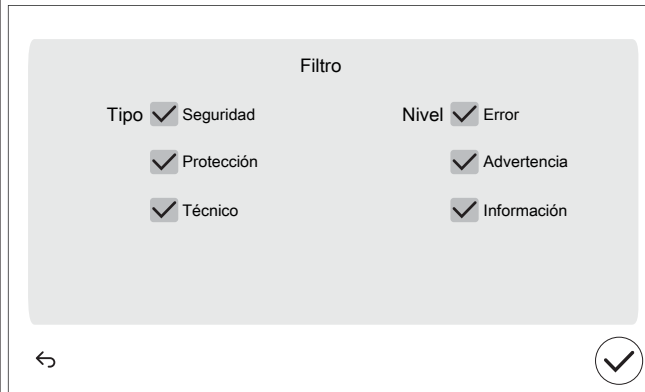 Filtro
Tipo Seguridad
Protección
Técnico
Nivel Error
Advertencia
Información